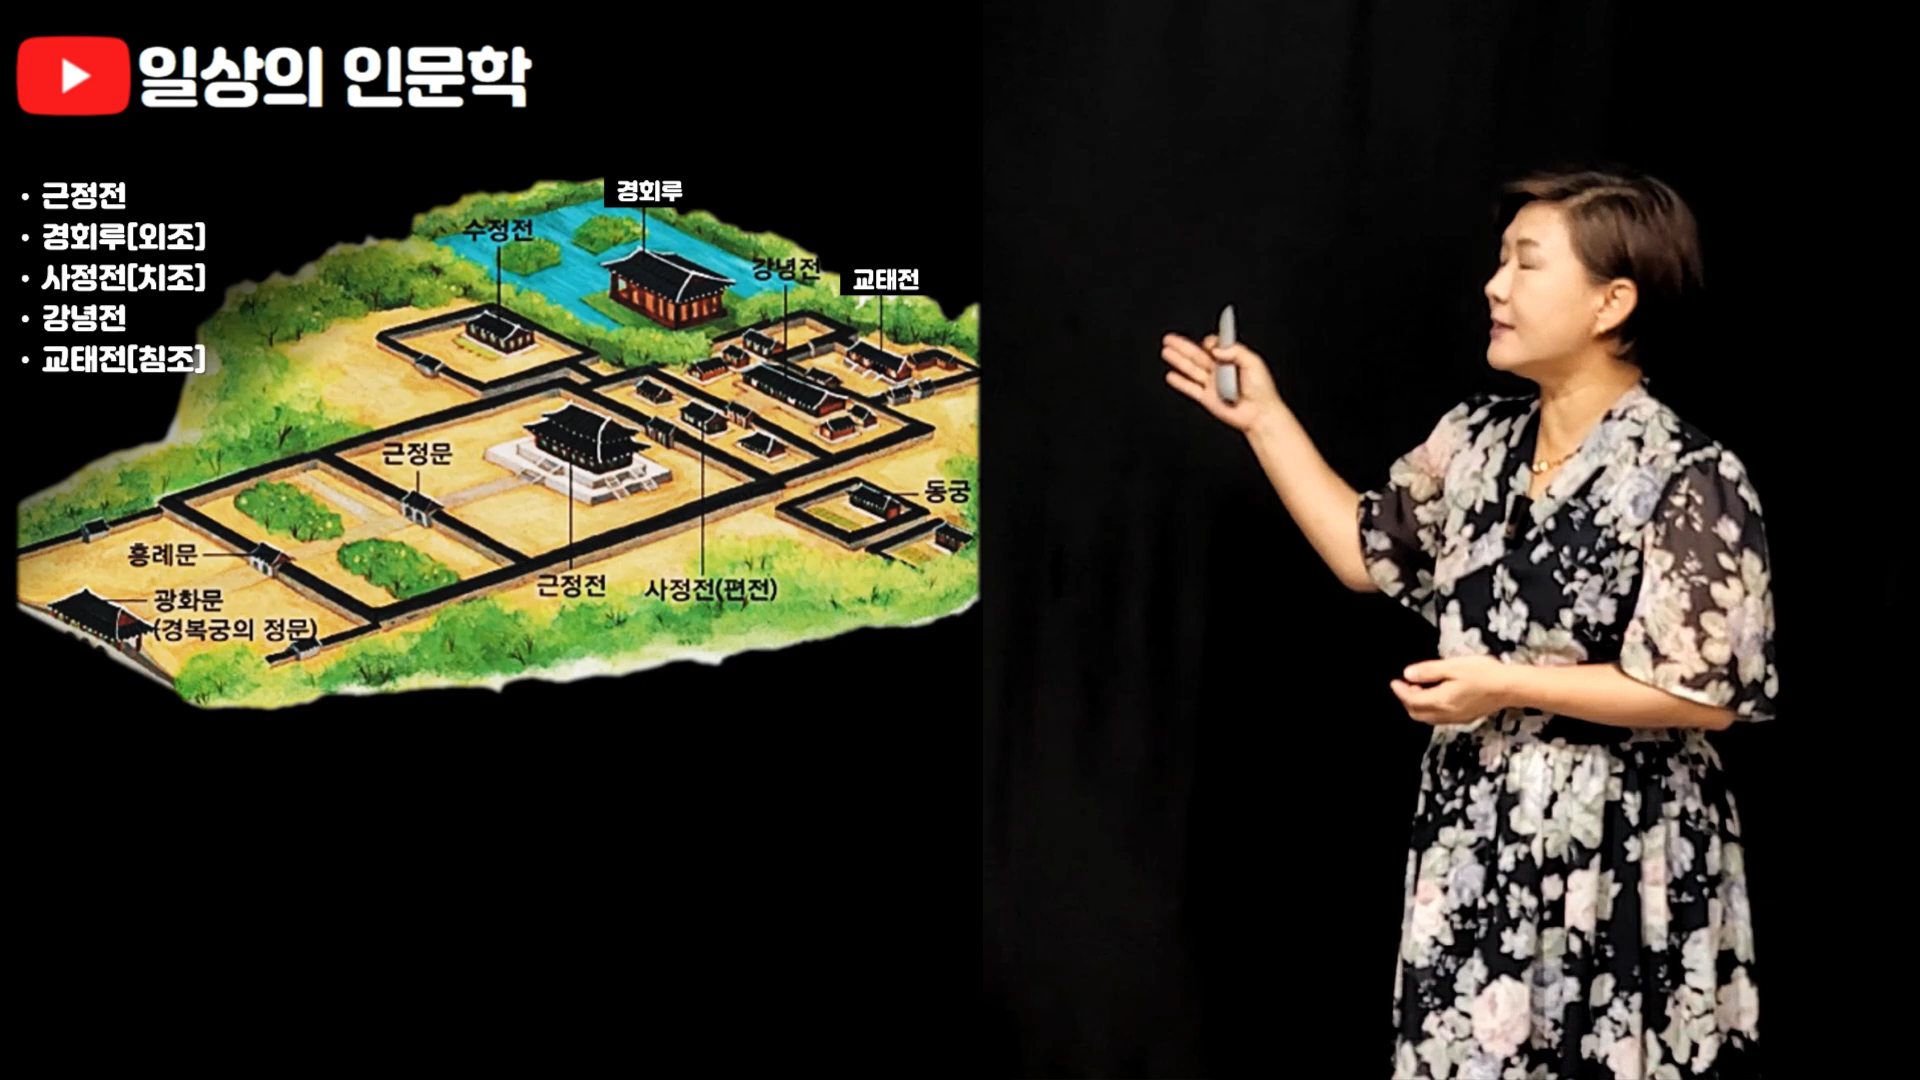 일상의 인문학
• 근정전
• 경회루[외조]
• 사정전[치조]
• 강녕전
• 교태전[침조]
경회루
수정전
강녕전
교태전
근정문
동궁
흥례문
근정전
사정전(편전)
광화문
(경복궁의 정문)